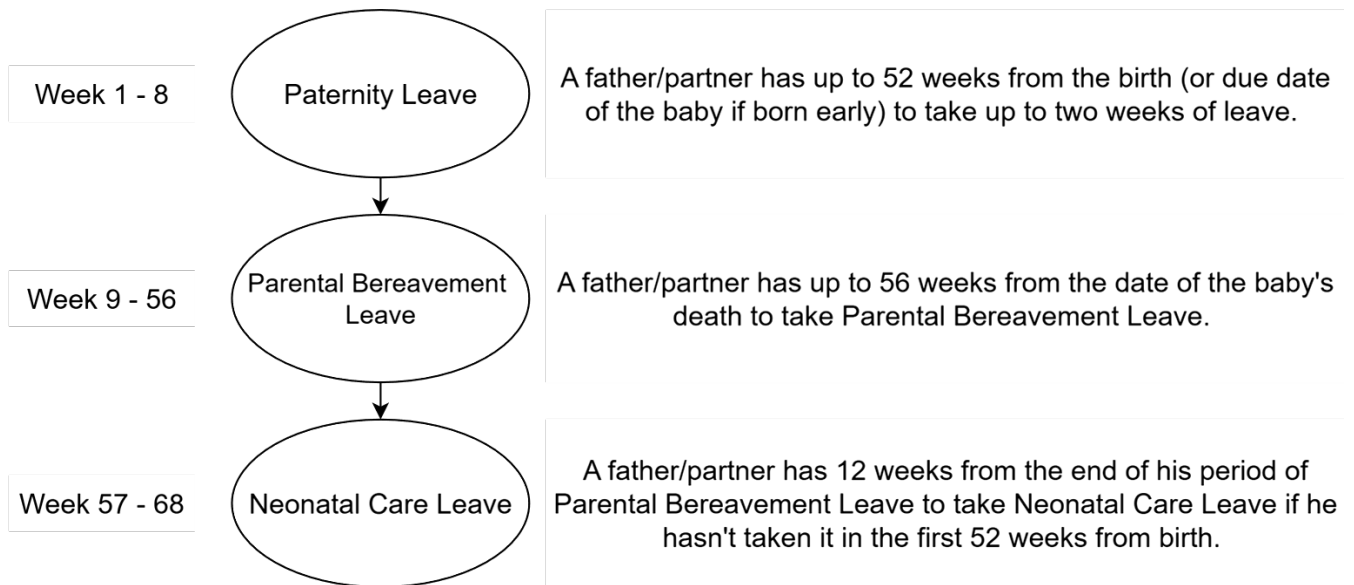 Week 1 - 8
Paternity Leave
A father/partner has up to 52 weeks from the birth (or due date
of the baby if born early) to take up to two weeks of leave.
Week 9 - 56
Parental Bereavement
Leave
A father/partner has up to 56 weeks from the date of the baby's
death to take Parental Bereavement Leave.
Week 57 - 68
Neonatal Care Leave
A father/partner has 12 weeks from the end of his period of
Parental Bereavement Leave to take Neonatal Care Leave if he
hasn't taken it in the first 52 weeks from birth.